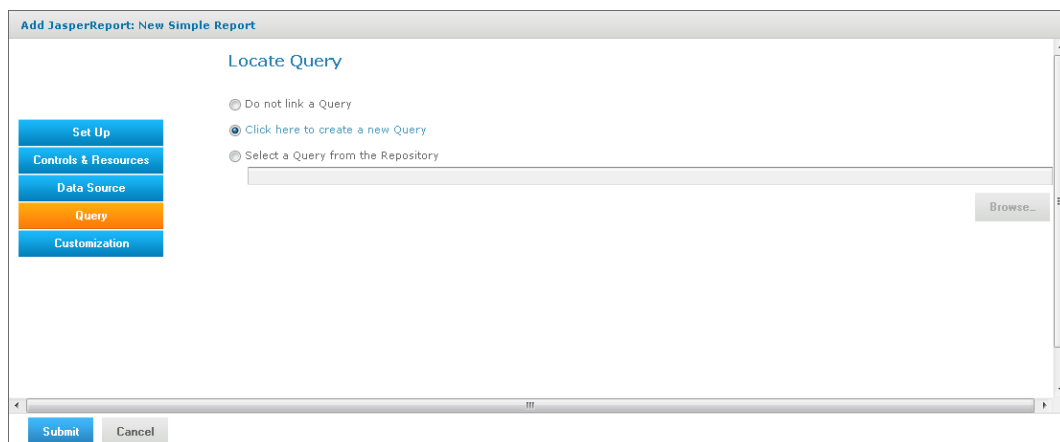 Add JasperReport: New Simple Report
Locate Query
Do not link a Query
Click here to create a new Query
Select a Query from the Repository
Browse...
Set Up
Controls & Resources
Data Source
Query
Customization
Submit
Cancel